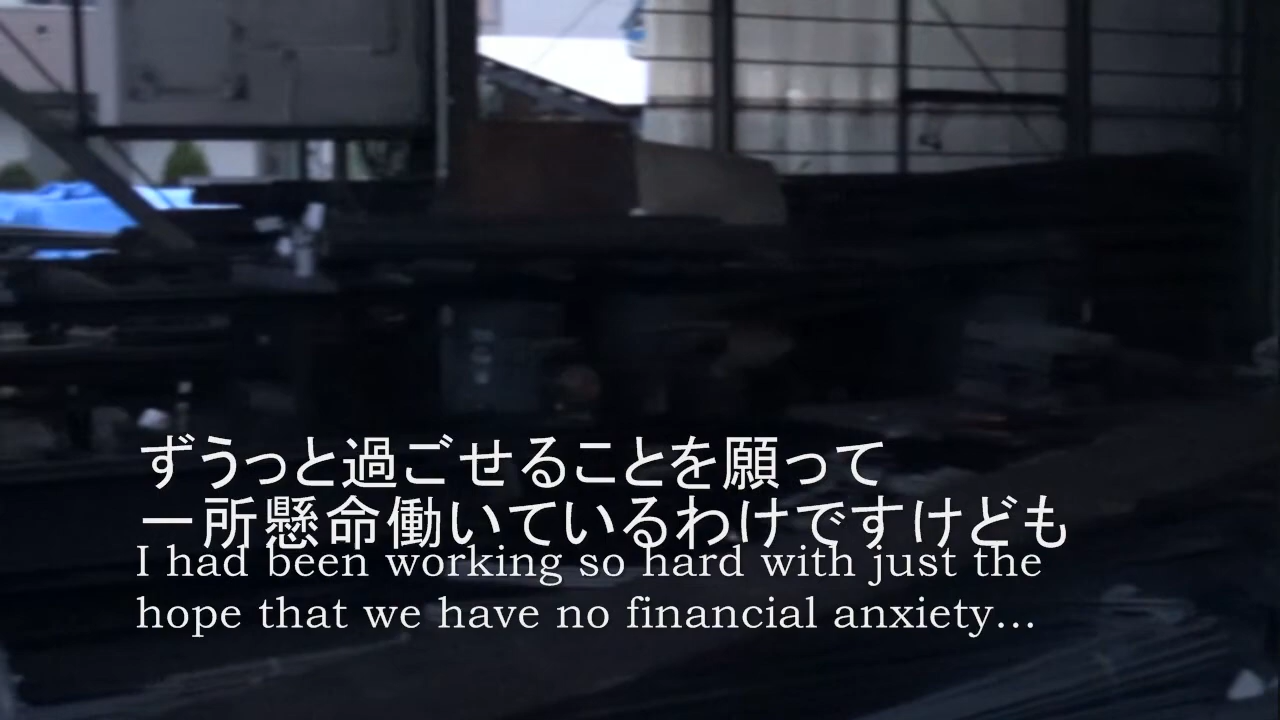 ずうっと過ごせることを願って
一所懸命働いているわけですけども
I had been working so hard with just the
hope that we have no financial anxiety...